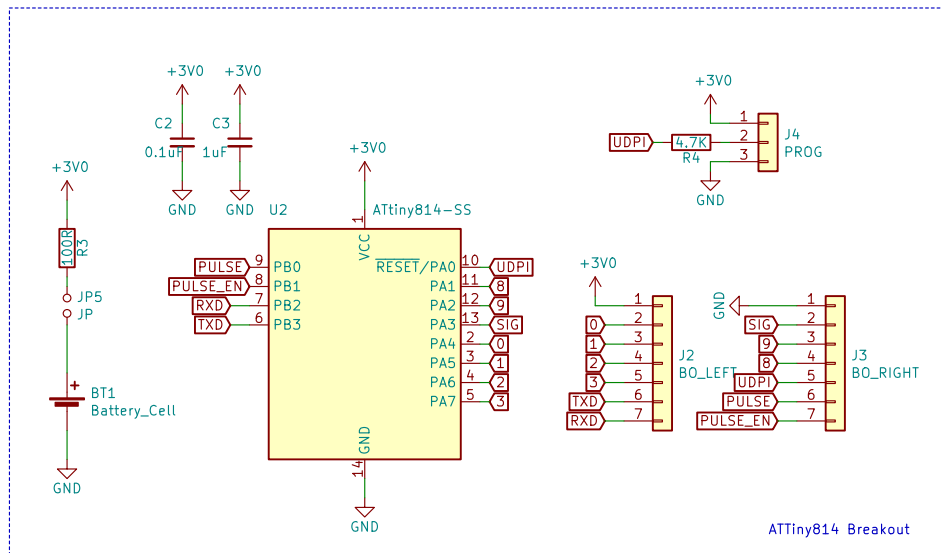 +3V0
+3V0
C2
0.1uF
GND
C3
1uF
GND
+3V0
100R
R3
JP5
JP
+
BT1
Battery_Cell
GND
+3V0
U2
ATtiny814-SS
1
VCC
PULSE 9 PB0
PULSE_EN 8 PB1
RXD 7 PB2
TXD 6 PB3
RESET/PA0 10 UDPI
PA1 11 8
PA2 12 9
PA3 13 SIG
PA4 2 0
PA5 3 1
PA6 4 2
PA7 5 3
GND
14
GND
+3V0
1
UDPI 4.7K 2
R4
3
GND
J4
PROG
+3V0
1
0 2
1 3
2 4
3 5
TXD 6
RXD 7
J2
BO_LEFT
GND 1
SIG 2
9 3
8 4
UDPI 5
PULSE 6
PULSE_EN 7
J3
BO_RIGHT
ATTiny814 Breakout